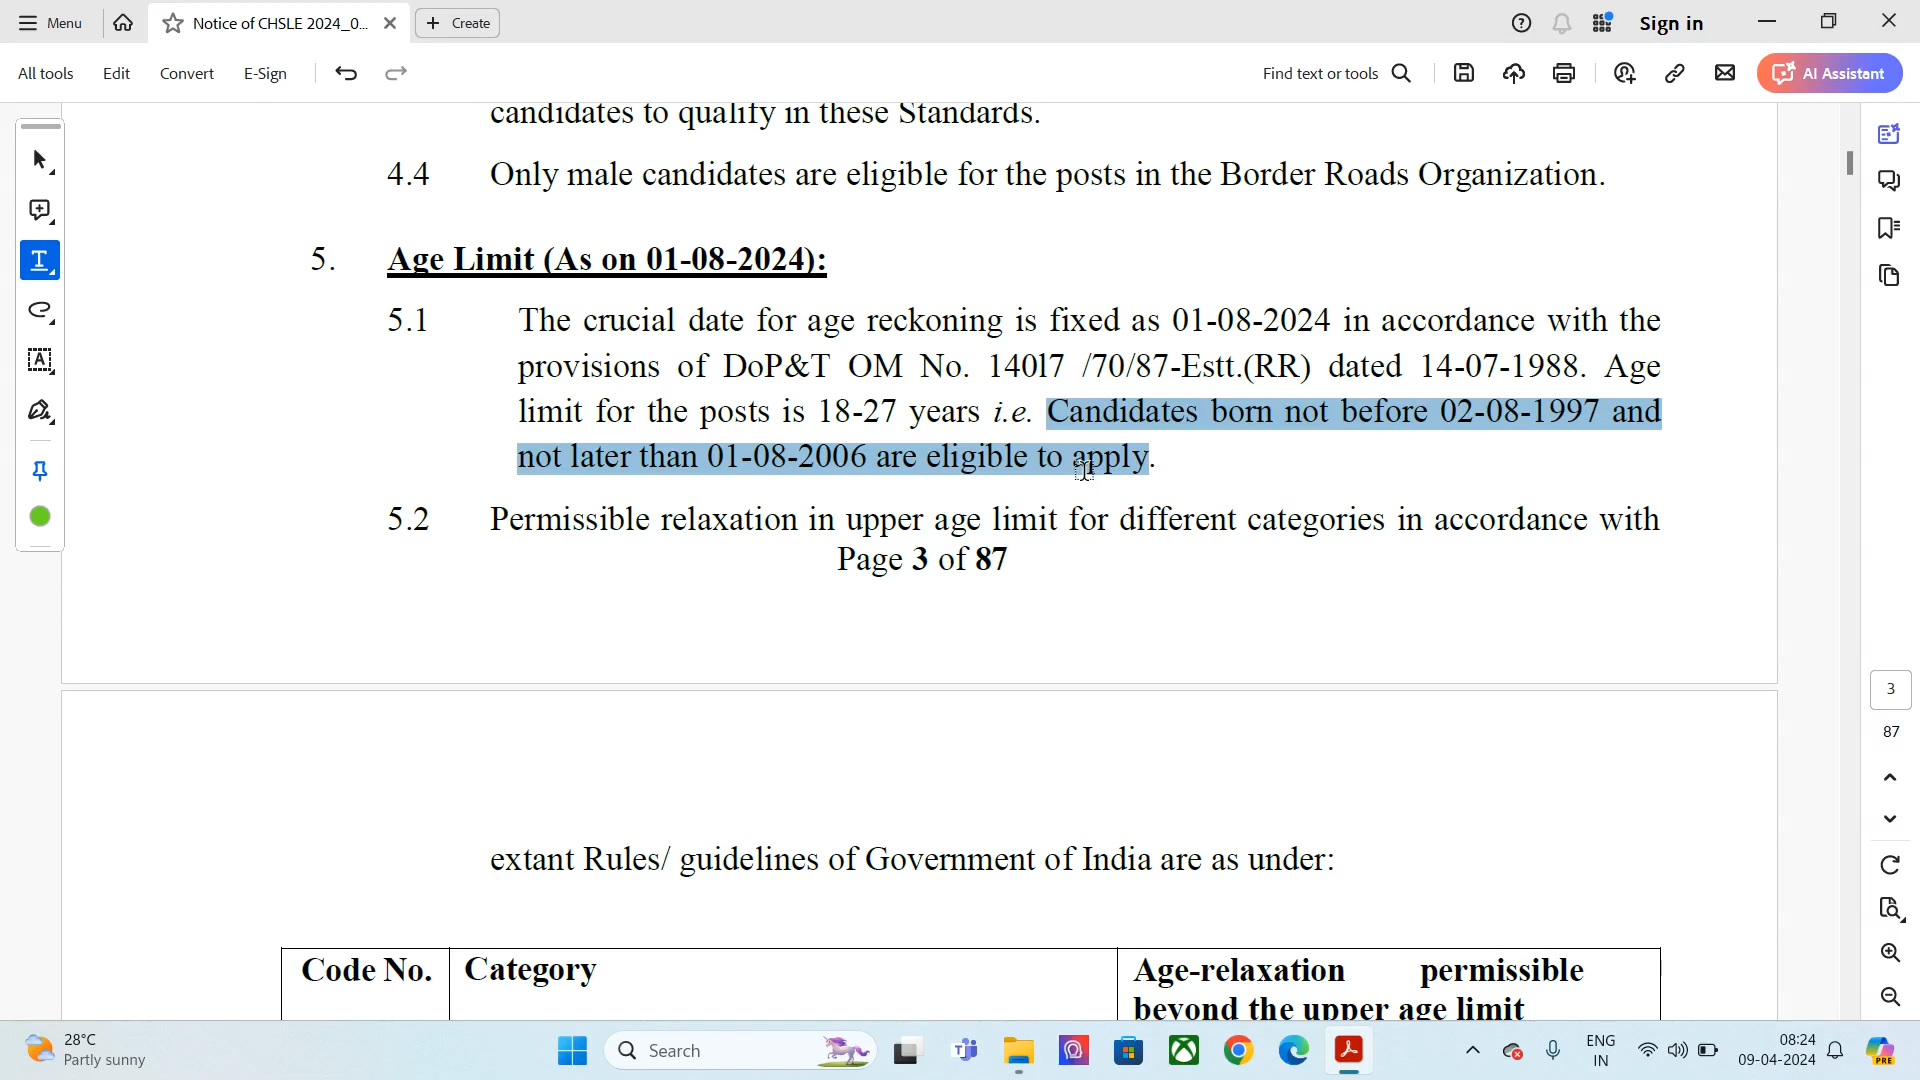 Menu
Notice of CHSLE 2024_0...
Create
Sign in
All tools
Edit
Convert
E-Sign
Find text or tools
AI Assistant
candidates to qualify in these Standards.
4.4 Only male candidates are eligible for the posts in the Border Roads Organization.
5. Age Limit (As on 01-08-2024):
5.1 The crucial date for age reckoning is fixed as 01-08-2024 in accordance with the
provisions of DoP&T OM No. 140l7 /70/87-Estt.(RR) dated 14-07-1988. Age
limit for the posts is 18-27 years i.e. Candidates born not before 02-08-1997 and
not later than 01-08-2006 are eligible to apply.
5.2 Permissible relaxation in upper age limit for different categories in accordance with
Page 3 of 87
3
87
extant Rules/ guidelines of Government of India are as under:
Code No. Category Age-relaxation permissible
beyond the upper age limit
28°C
Partly sunny
Search
ENG
IN
08:24
09-04-2024
PRE